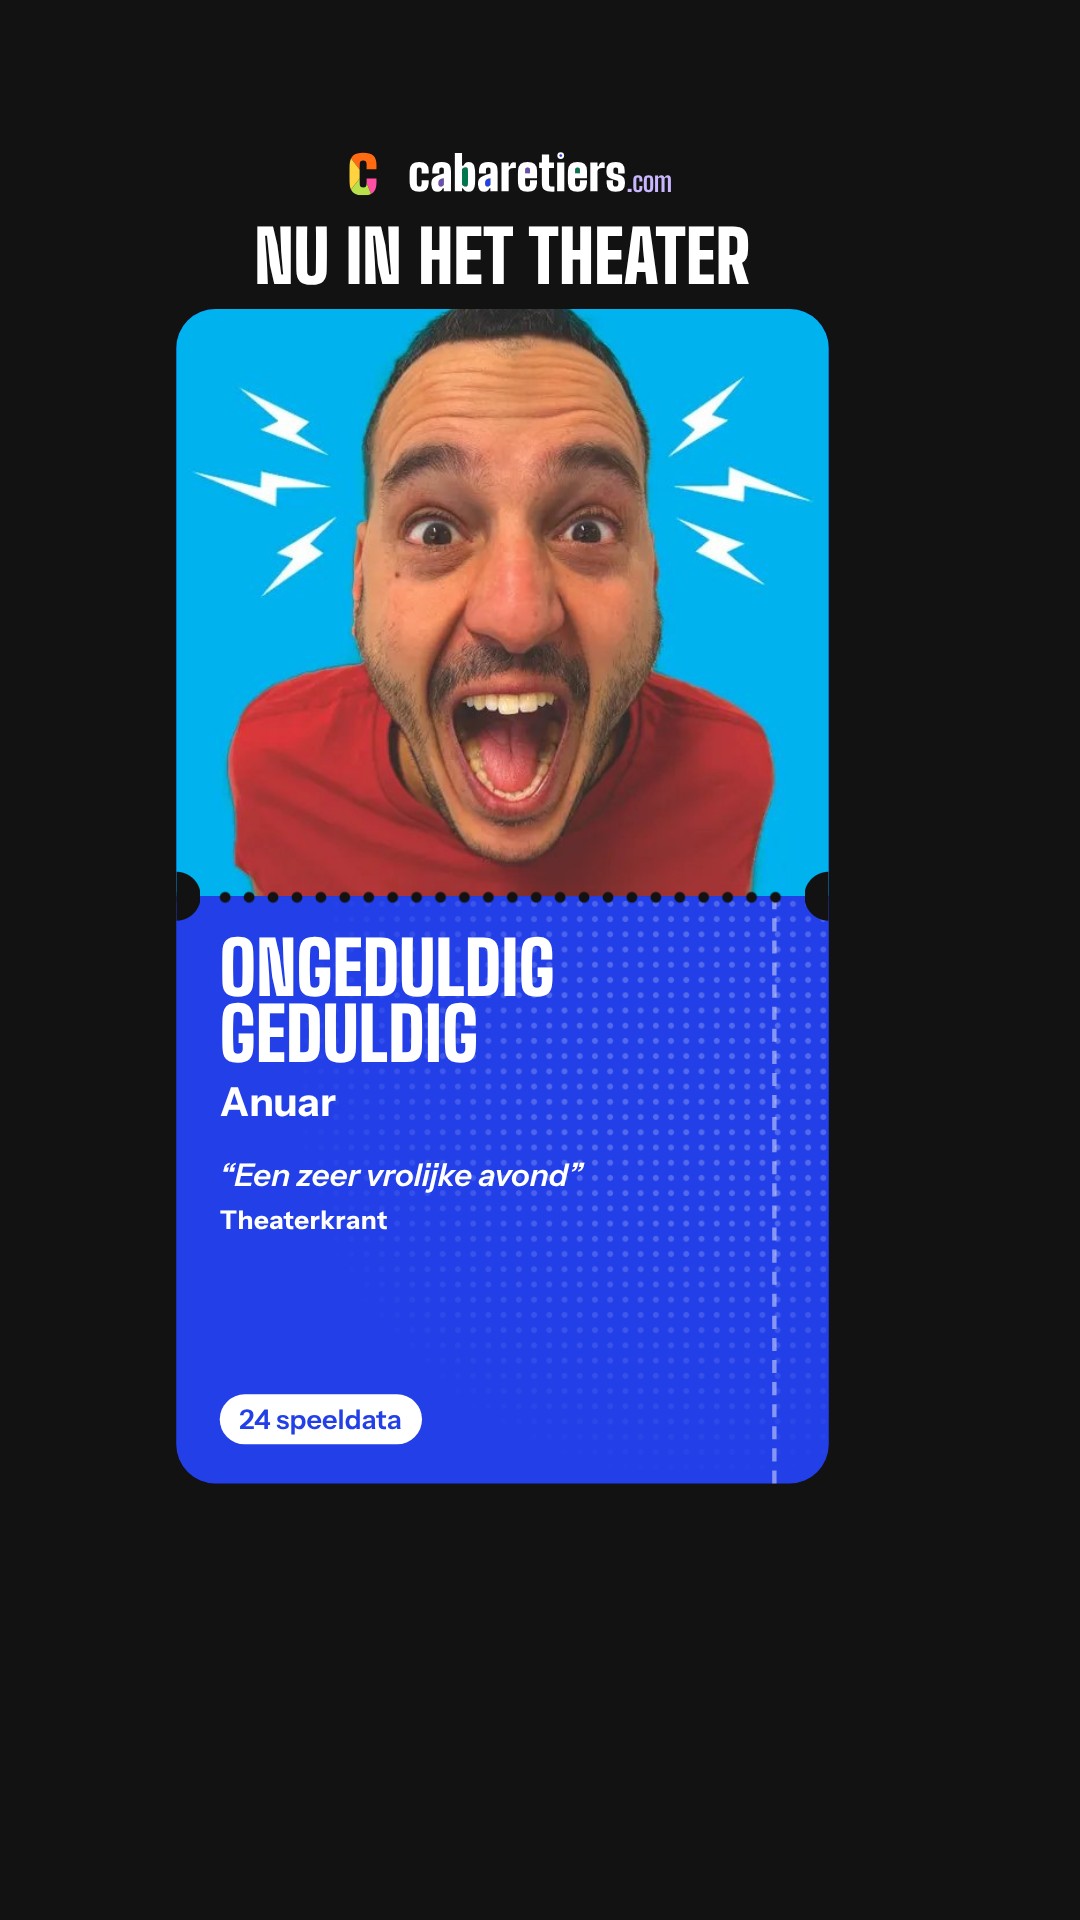 C cabaretiers.com
NU IN HET THEATER
ONGEDULDIG
GEDULDIG
Anuar
“Een zeer vrolijke avond”
Theaterkrant
24 speeldata